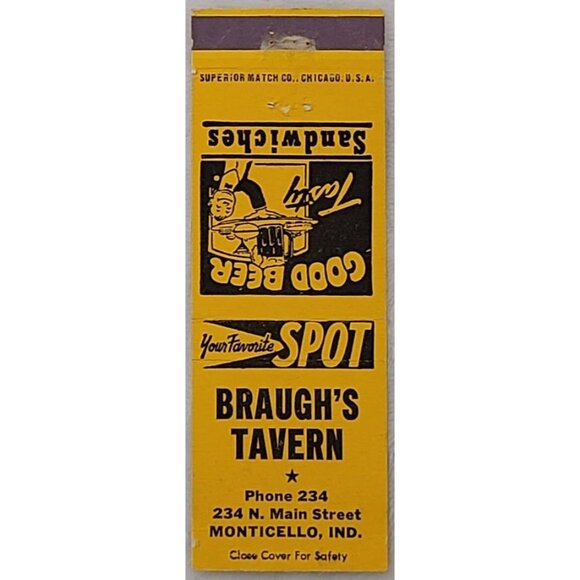 SUPERIOR MATCH CO., CHICAGO, U.S.A.
Sandwiches
Tasty
GOOD BEER
Your Favorite SPOT
BRAUGH'S
TAVERN
Phone 234
234 N. Main Street
MONTICELLO, IND.
Close Cover For Safety